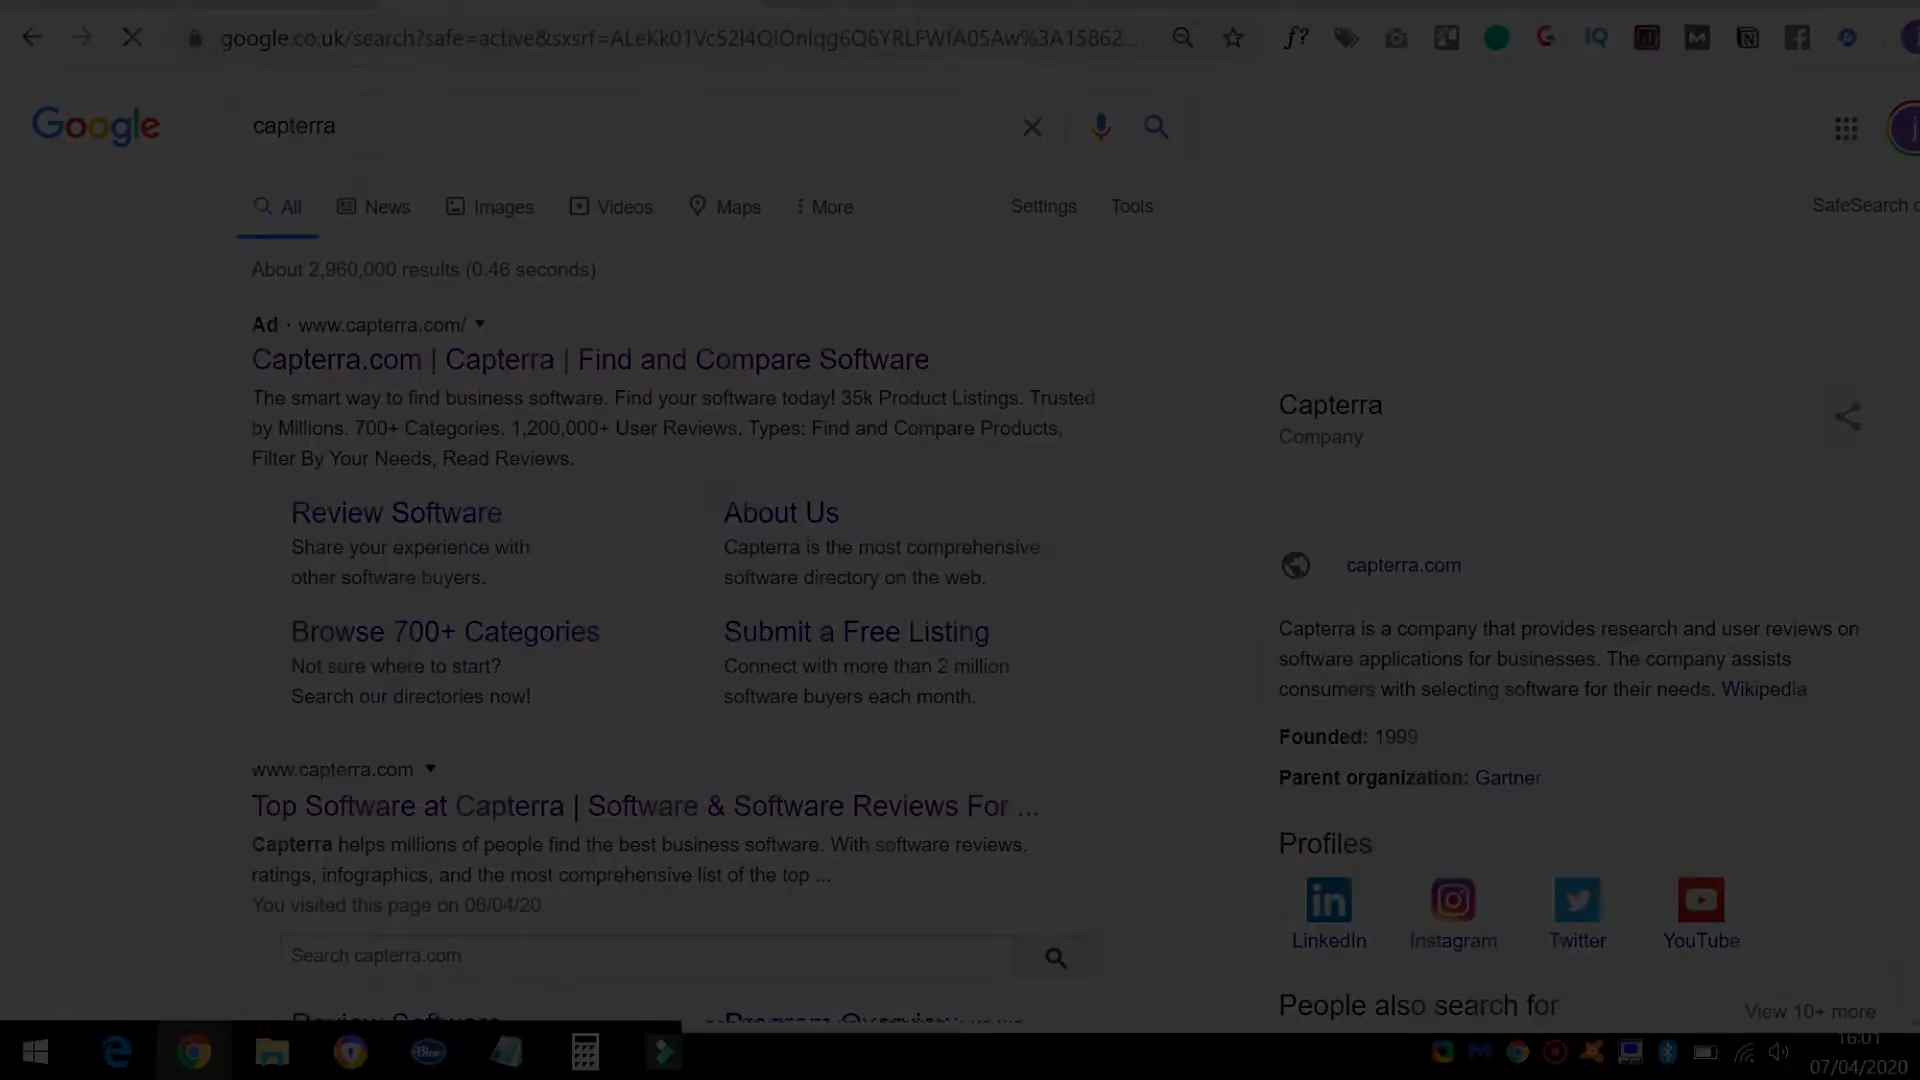 google.co.uk/search?safe=active&sxsrf=ALeKk01Vc52l4QIOnlqg6Q6YRLFWfA05Aw%3A15862...
f?
IQ
Google
capterra
All
News
Images
Videos
Maps
More
Settings
Tools
SafeSearch
About 2,960,000 results (0.46 seconds)
Ad · www.capterra.com/
Capterra.com | Capterra | Find and Compare Software
The smart way to find business software. Find your software today! 35k Product Listings. Trusted
by Millions. 700+ Categories. 1,200,000+ User Reviews. Types: Find and Compare Products,
Filter By Your Needs, Read Reviews.
Review Software
Share your experience with
other software buyers.
About Us
Capterra is the most comprehensive
software directory on the web.
Browse 700+ Categories
Not sure where to start?
Search our directories now!
Submit a Free Listing
Connect with more than 2 million
software buyers each month.
www.capterra.com
Top Software at Capterra | Software & Software Reviews For ...
Capterra helps millions of people find the best business software. With software reviews,
ratings, infographics, and the most comprehensive list of the top ...
You visited this page on 06/04/20.
Search capterra.com
Review Software
Program Overview
Capterra
Company
capterra.com
Capterra is a company that provides research and user reviews on
software applications for businesses. The company assists
consumers with selecting software for their needs. Wikipedia
Founded: 1999
Parent organization: Gartner
Profiles
LinkedIn
Instagram
Twitter
YouTube
People also search for
View 10+ more
Blue
16:01
07/04/2020